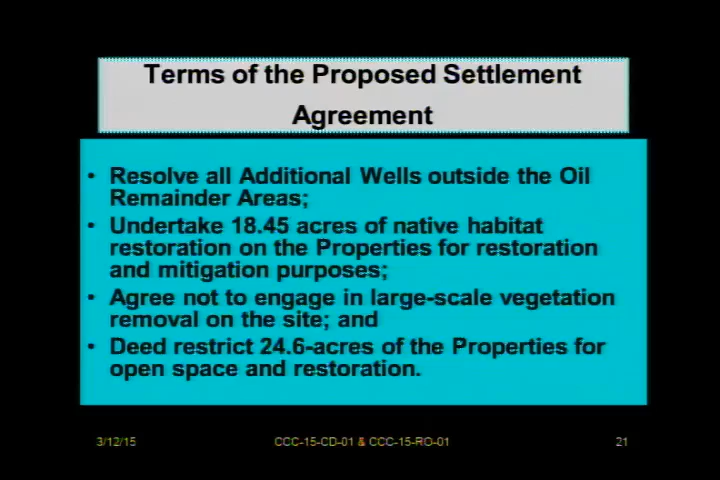 Terms of the Proposed Settlement
Agreement
• Resolve all Additional Wells outside the Oil
Remainder Areas;
• Undertake 18.45 acres of native habitat
restoration on the Properties for restoration
and mitigation purposes;
• Agree not to engage in large-scale vegetation
removal on the site; and
• Deed restrict 24.6-acres of the Properties for
open space and restoration.
3/12/15 CCC-15-CD-01 & CCC-15-RO-01 21